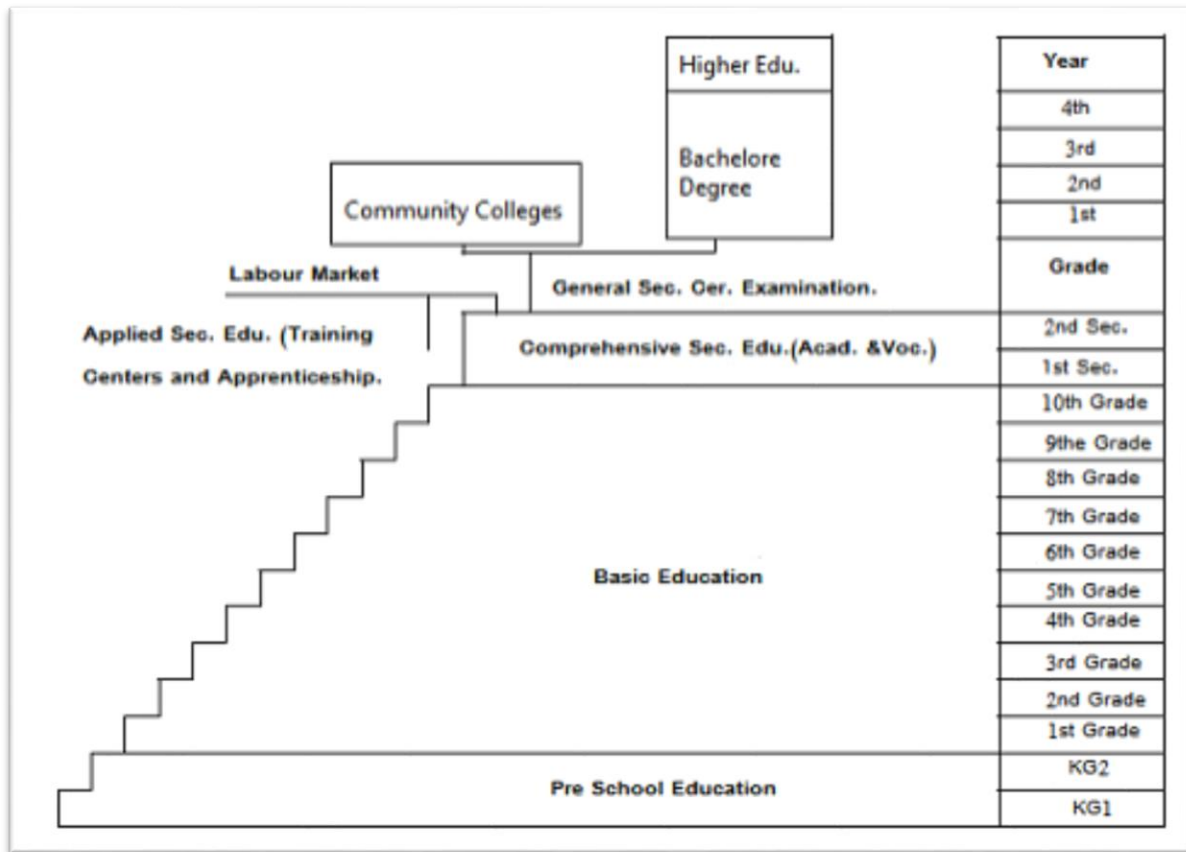 Higher Edu.
Year
4th
Bachelore
Degree
3rd
2nd
1st
Community Colleges
Labour Market
Grade
General Sec. Cer. Examination.
Applied Sec. Edu. (Training
Centers and Apprenticeship.
Comprehensive Sec. Edu.(Acad. &Voc.)
2nd Sec.
1st Sec.
10th Grade
9the Grade
8th Grade
7th Grade
6th Grade
Basic Education
5th Grade
4th Grade
3rd Grade
2nd Grade
1st Grade
KG2
Pre School Education
KG1